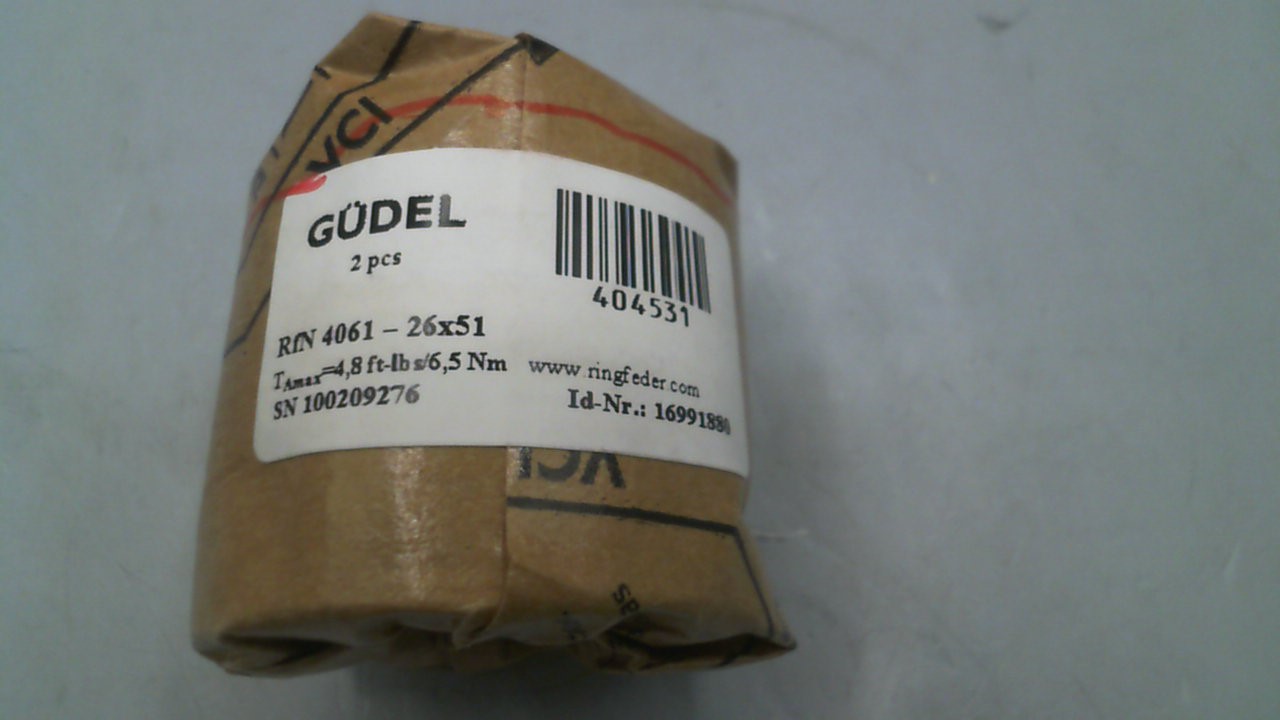 VCI
GÜDEL
2 pcs
404531
RfN 4061 – 26x51
TAmax=4,8 ft-lbs/6,5 Nm
www.ringfeder.com
SN 100209276
Id-Nr.: 16991880
VCI